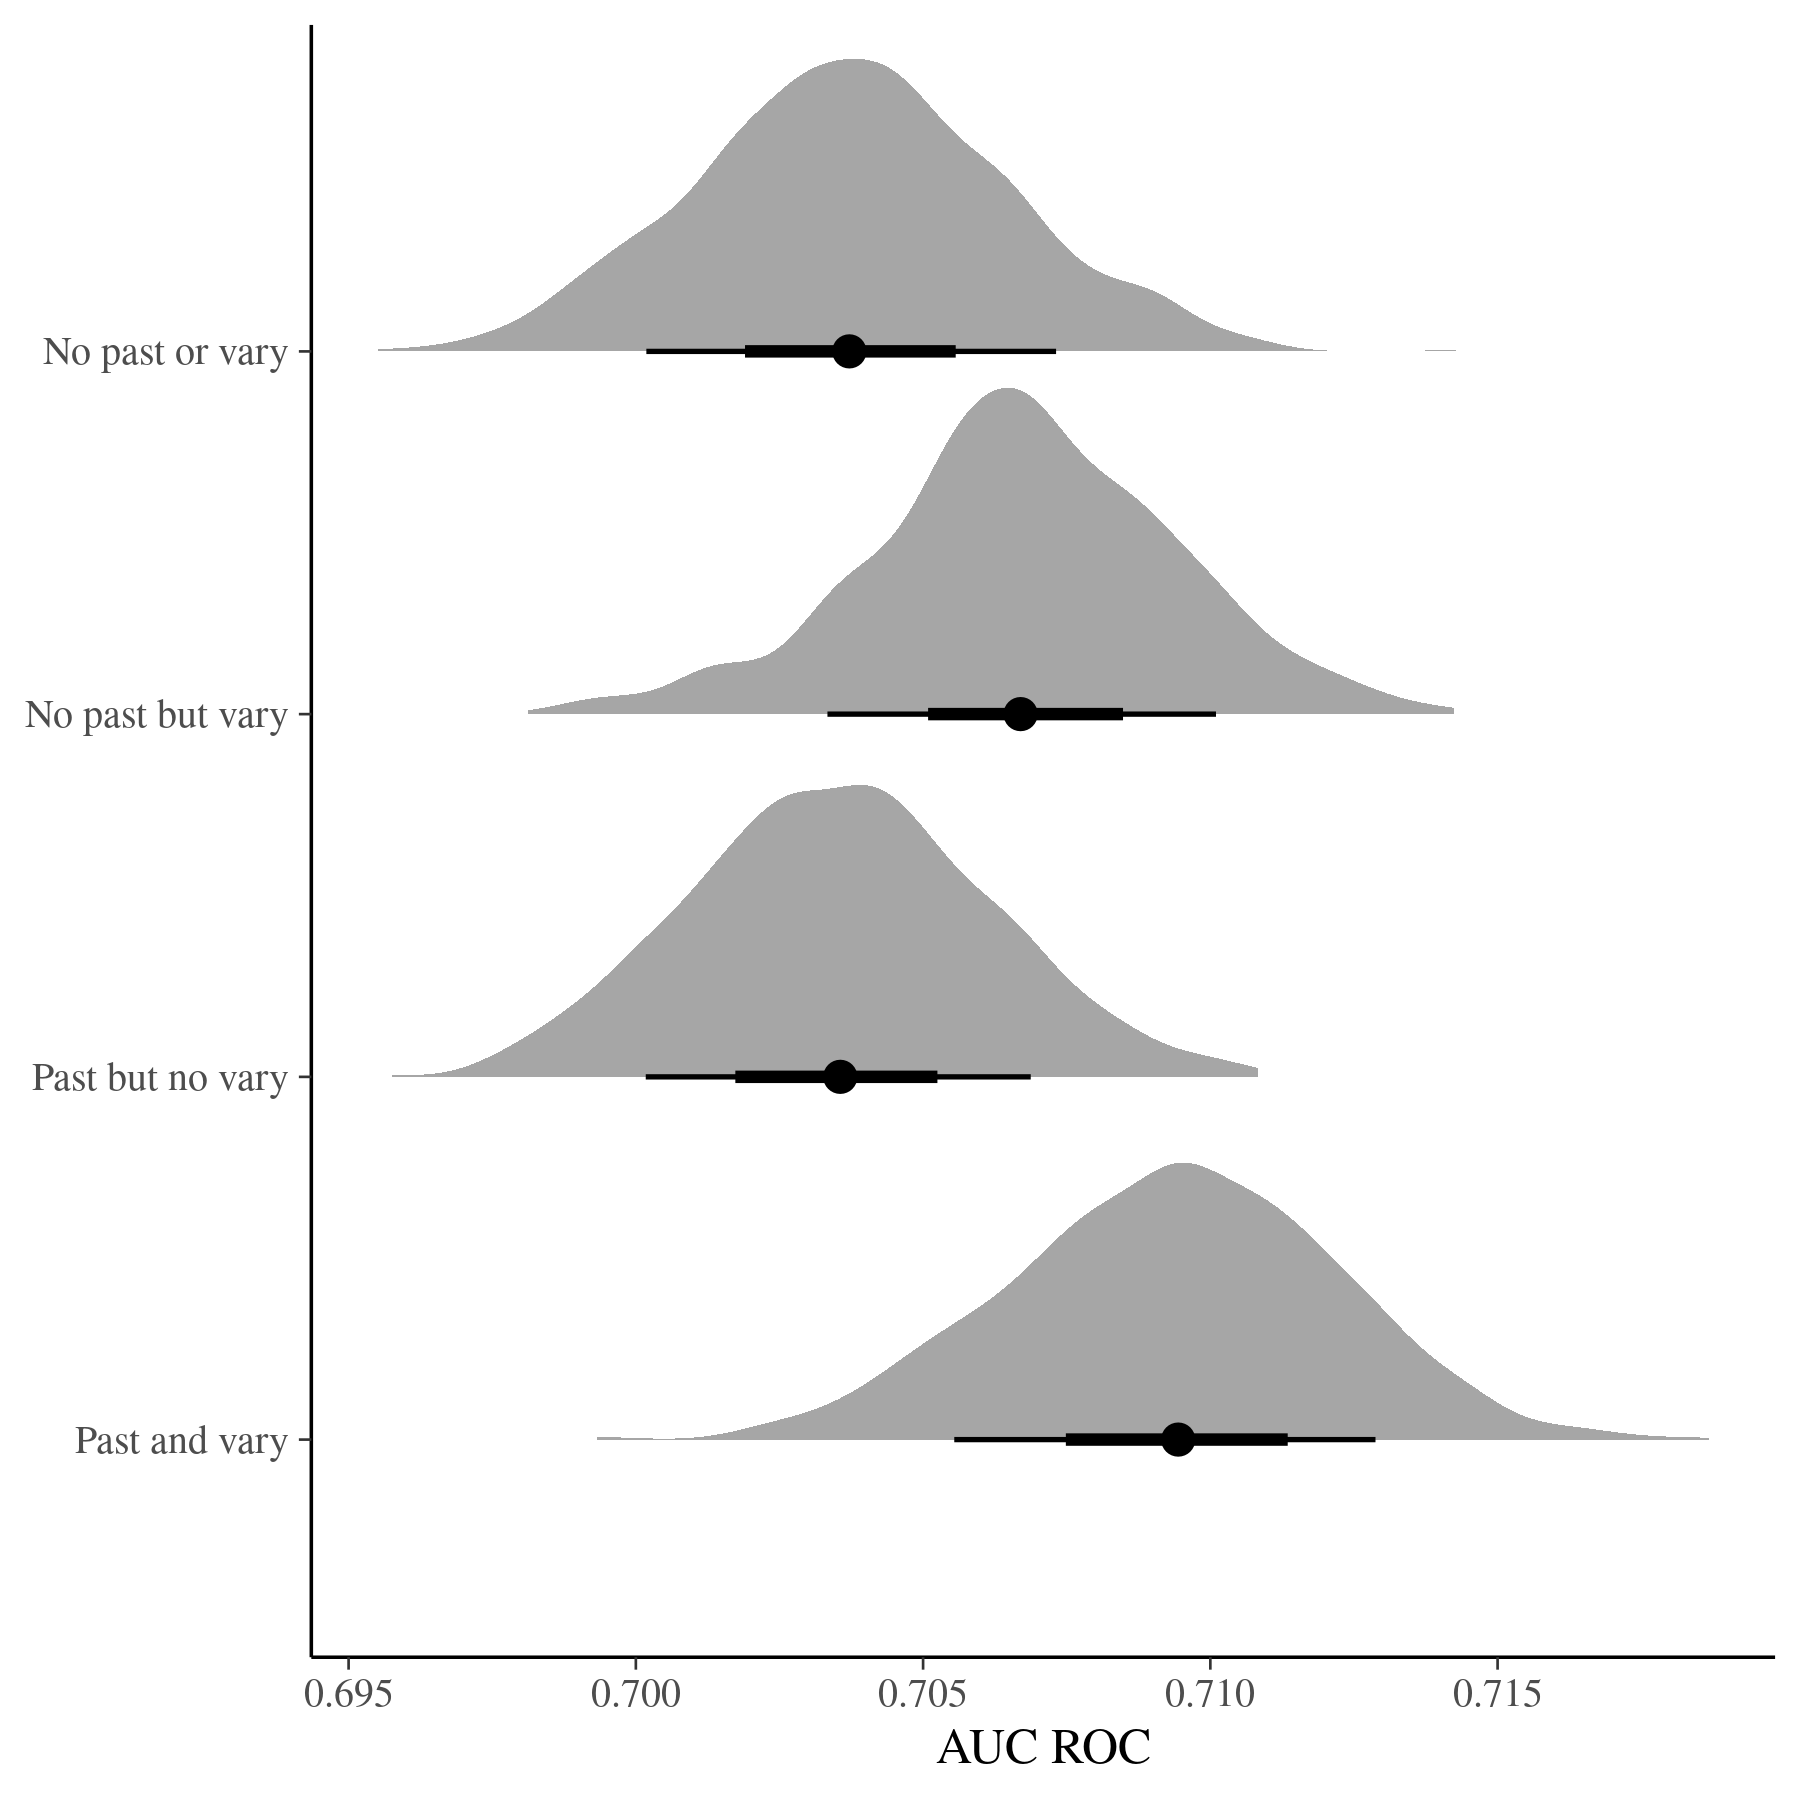 No past or vary
No past but vary
Past but no vary
Past and vary
0.695 0.700 0.705 0.710 0.715
AUC ROC